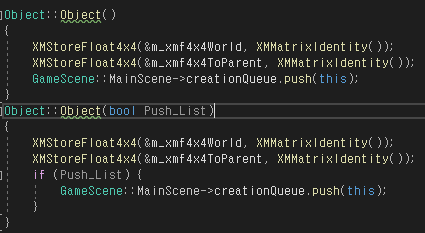 Object::Object()
{
    XMStoreFloat4x4(&m_xmf4x4World, XMMatrixIdentity());
    XMStoreFloat4x4(&m_xmf4x4ToParent, XMMatrixIdentity());
    GameScene::MainScene->creationQueue.push(this);
}
Object::Object(bool Push_List)
{
    XMStoreFloat4x4(&m_xmf4x4World, XMMatrixIdentity());
    XMStoreFloat4x4(&m_xmf4x4ToParent, XMMatrixIdentity());
    if (Push_List) {
        GameScene::MainScene->creationQueue.push(this);
    }
}